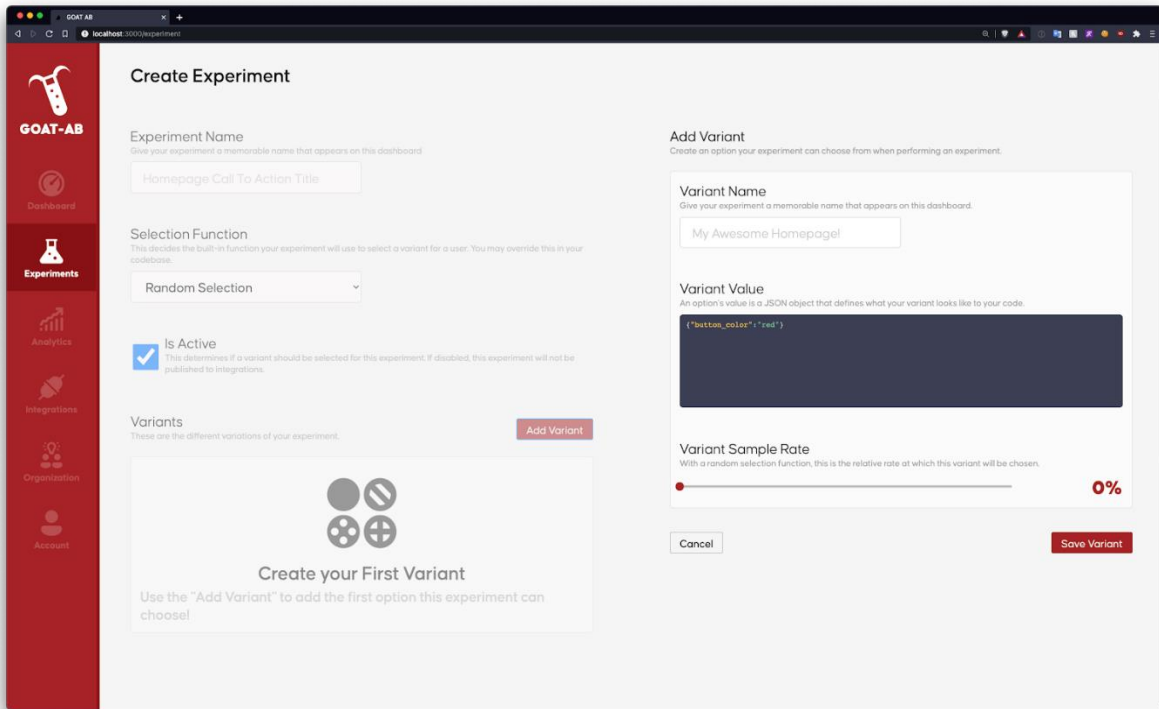 GOAT AB
localhost:3000/experiment
GOAT-AB
Dashboard
Experiments
Analytics
Integrations
Organization
Account
Create Experiment
Experiment Name
Give your experiment a memorable name that appears on this dashboard
Homepage Call To Action Title
Selection Function
This decides the built-in function your experiment will use to select a variant for a user. You may override this in your
codebase.
Random Selection
Is Active
This determines if a variant should be selected for this experiment. If disabled, this experiment will not be
published to integrations.
Variants
These are the different variations of your experiment.
Add Variant
Create your First Variant
Use the "Add Variant" to add the first option this experiment can
choose!
Add Variant
Create an option your experiment can choose from when performing an experiment.
Variant Name
Give your experiment a memorable name that appears on this dashboard.
My Awesome Homepage!
Variant Value
An option's value is a JSON object that defines what your variant looks like to your code.
{"button_color":"red"}
Variant Sample Rate
With a random selection function, this is the relative rate at which this variant will be chosen.
0%
Cancel
Save Variant